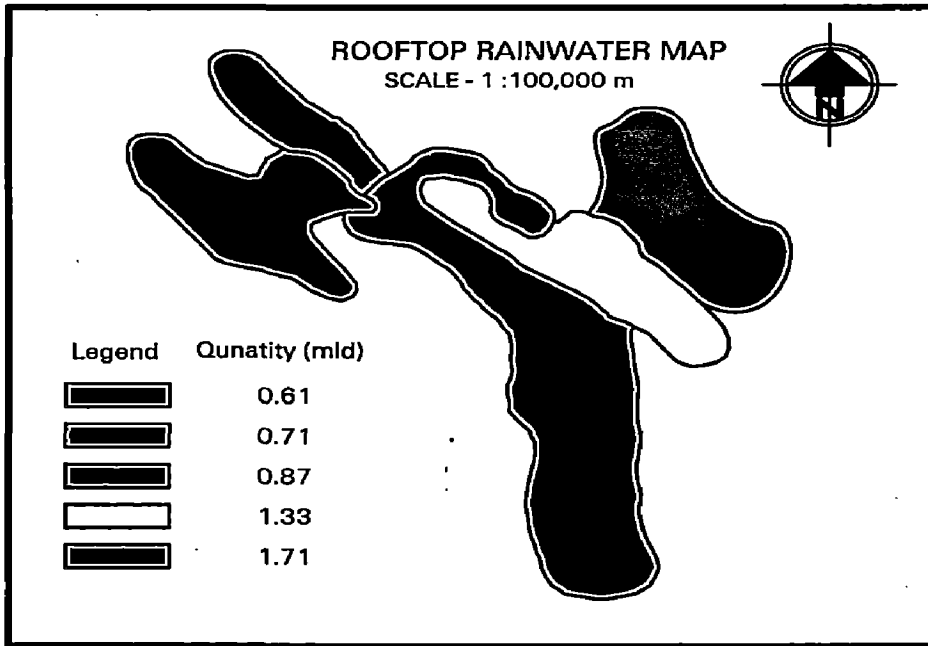 ROOFTOP RAINWATER MAP
SCALE - 1 :100,000 m
N
Legend Qunatity (mld)
0.61
0.71
0.87
1.33
1.71